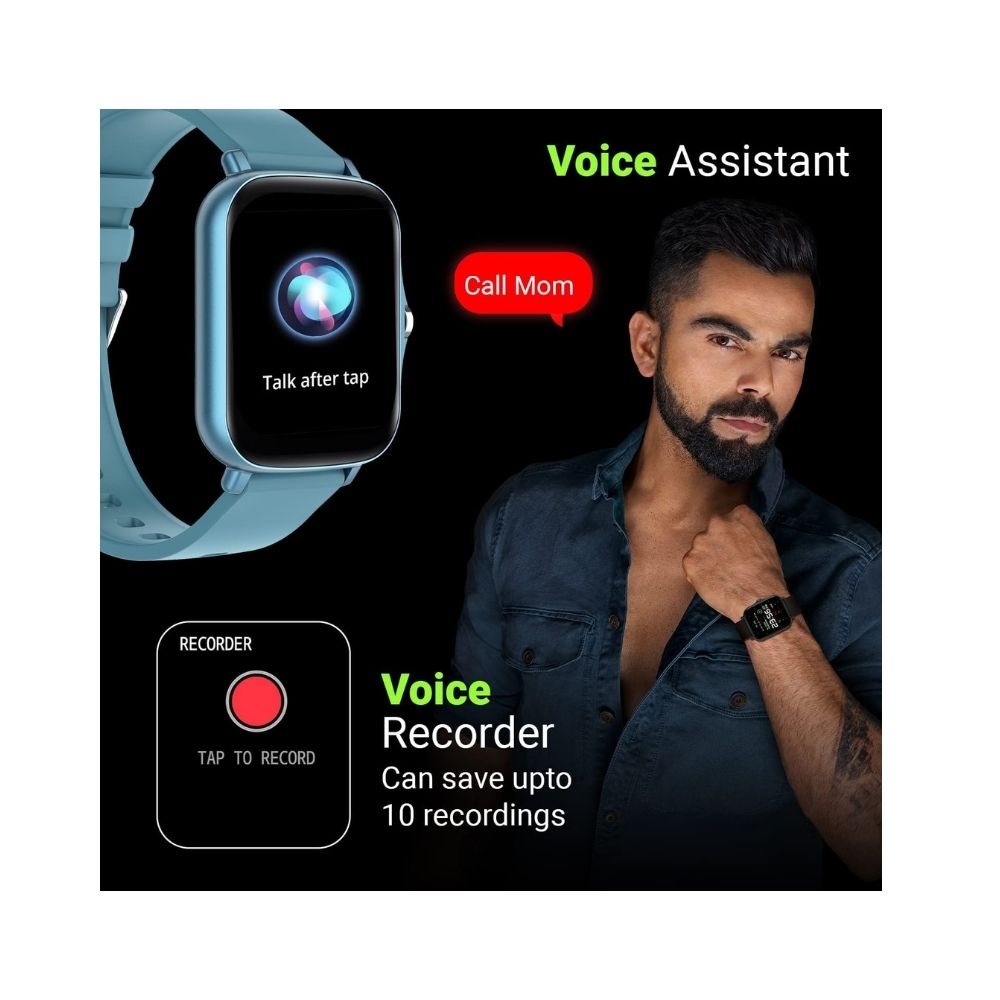 Voice Assistant
Call Mom
Talk after tap
RECORDER
TAP TO RECORD
Voice
Recorder
Can save upto
10 recordings